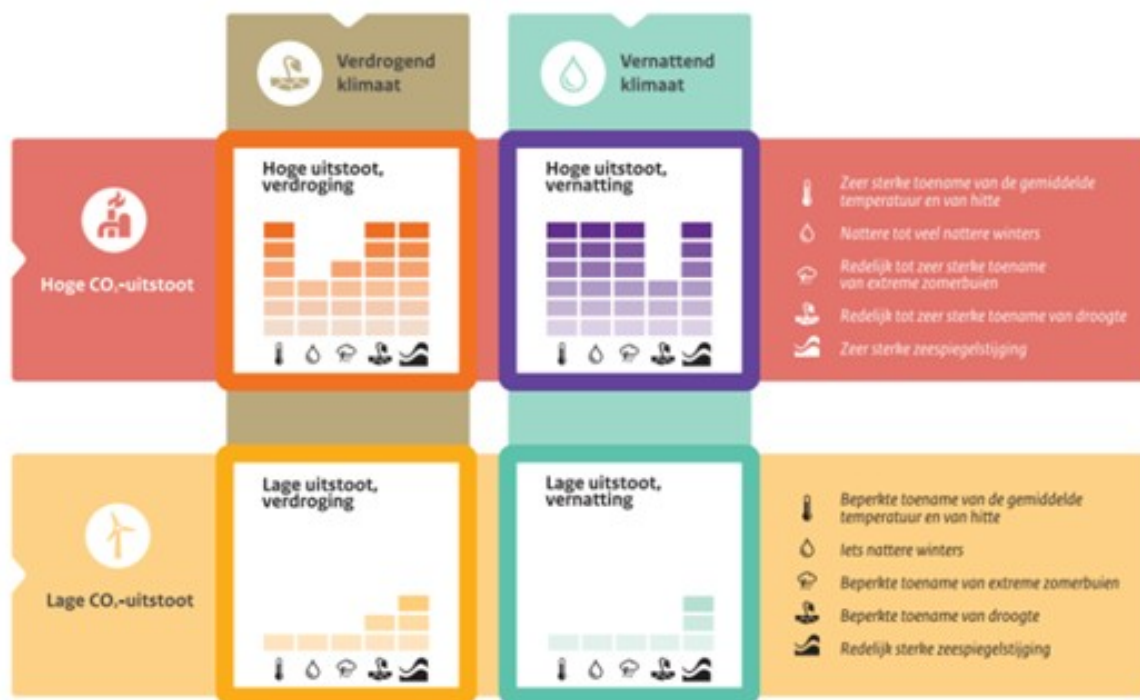 Verdrogend
klimaat
Vernattend
klimaat
Hoge CO₂-uitstoot
Hoge uitstoot,
verdroging
Hoge uitstoot,
vernatting
Zeer sterke toename van de gemiddelde
temperatuur en van hitte
Nattere tot veel nattere winters
Redelijk tot zeer sterke toename
van extreme zomerbuien
Redelijk tot zeer sterke toename van droogte
Zeer sterke zeespiegelstijging
Lage CO₂-uitstoot
Lage uitstoot,
verdroging
Lage uitstoot,
vernatting
Beperkte toename van de gemiddelde
temperatuur en van hitte
Iets nattere winters
Beperkte toename van extreme zomerbuien
Beperkte toename van droogte
Redelijk sterke zeespiegelstijging